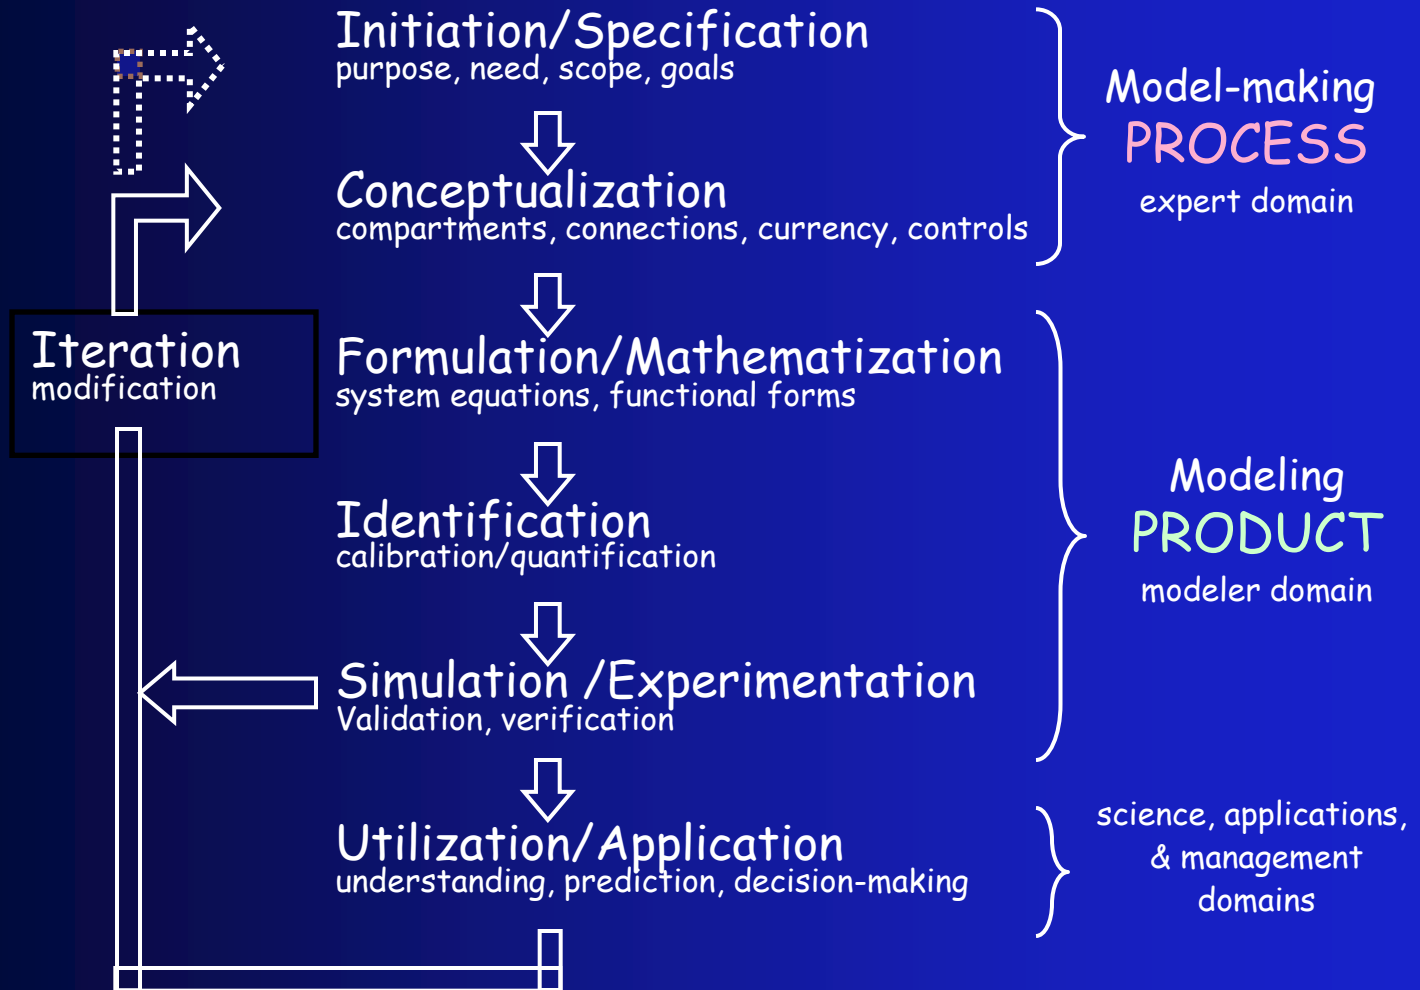 Initiation/Specification
purpose, need, scope, goals
Conceptualization
compartments, connections, currency, controls
Formulation/Mathematization
system equations, functional forms
Identification
calibration/quantification
Simulation /Experimentation
Validation, verification
Utilization/Application
understanding, prediction, decision-making
Iteration
modification
Model-making
PROCESS
expert domain
Modeling
PRODUCT
modeler domain
science, applications,
& management
domains